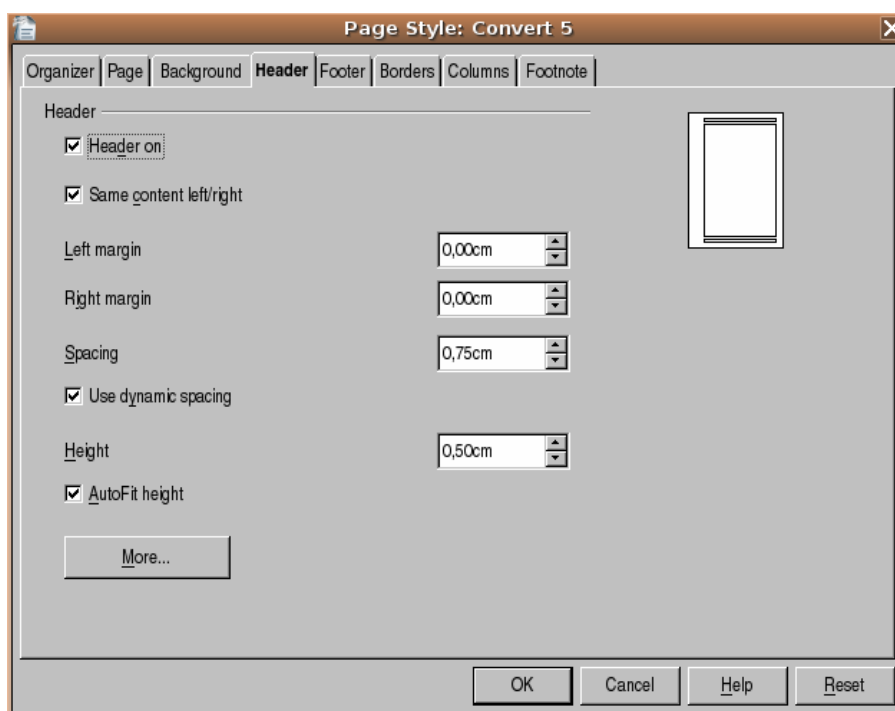 Page Style: Convert 5
Organizer Page Background Header Footer Borders Columns Footnote
Header
Header on
Same content left/right
Left margin 0,00cm
Right margin 0,00cm
Spacing 0,75cm
Use dynamic spacing
Height 0,50cm
AutoFit height
More...
OK Cancel Help Reset